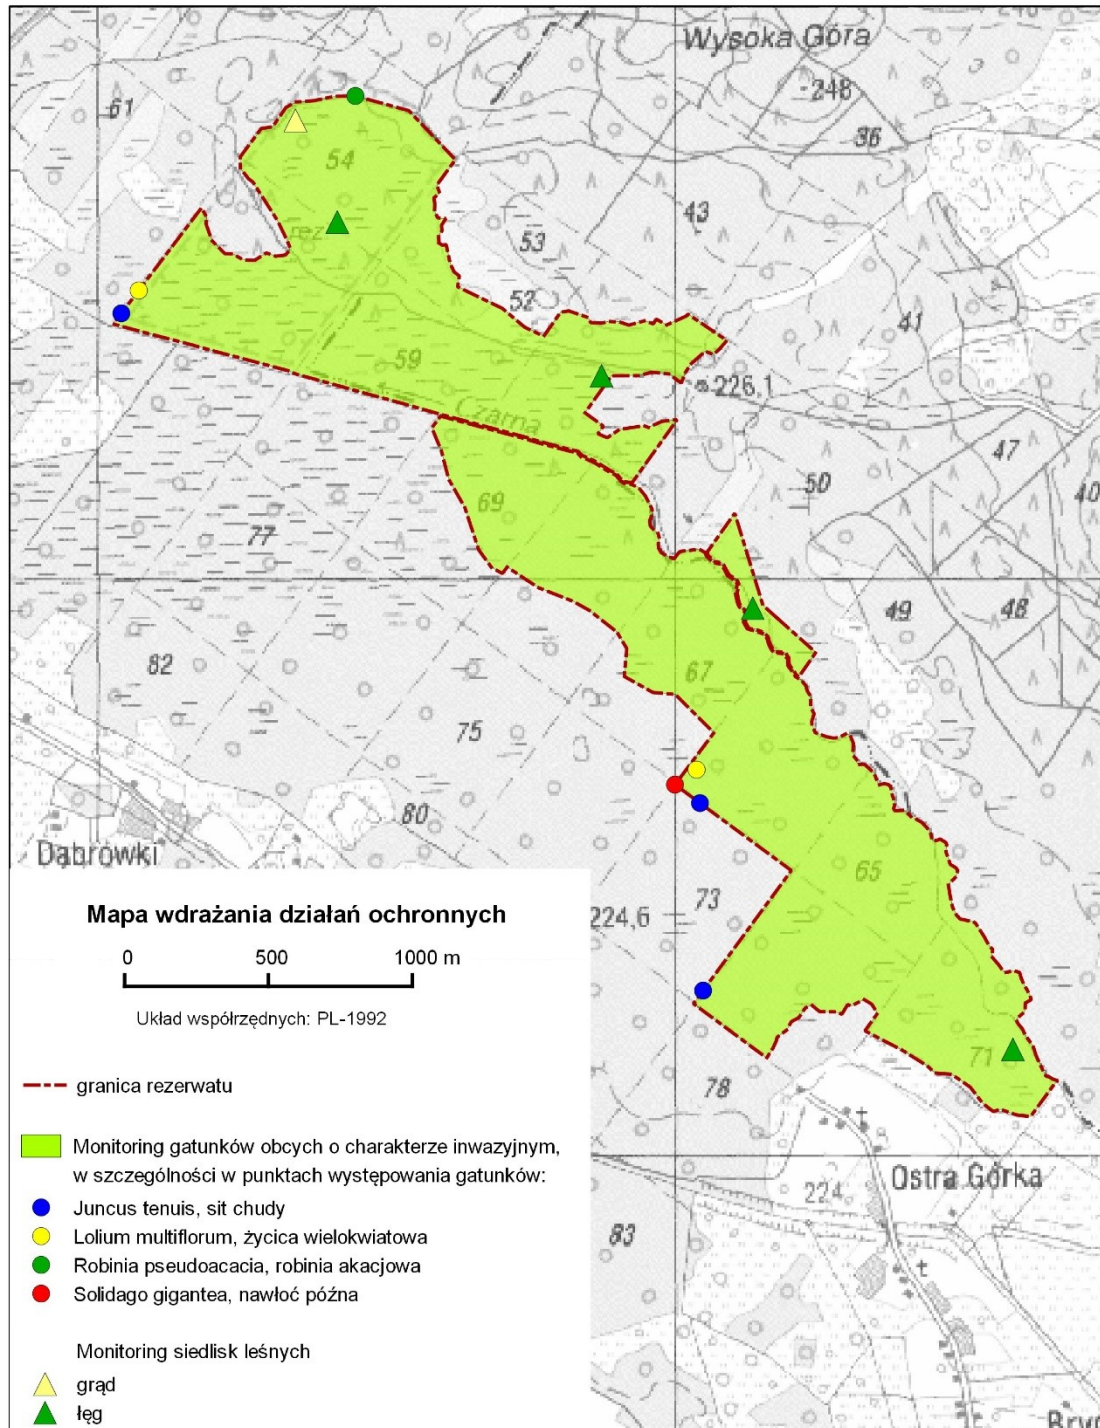 Wysoka Góra
61
248
54
36
43
53
rez
52
41
59
226,1
Czarna
47
50
40
69
77
49
48
82
67
75
80
Dąbrówki
65
73
224,6
Mapa wdrażania działań ochronnych
0 500 1000 m
Układ współrzędnych: PL-1992
71
78
granica rezerwatu
Monitoring gatunków obcych o charakterze inwazyjnym,
w szczególności w punktach występowania gatunków:
Ostra Górka
224
Juncus tenuis, sit chudy
Lolium multiflorum, życica wielokwiatowa
83
Robinia pseudoacacia, robinia akacjowa
Solidago gigantea, nawłoć późna
Monitoring siedlisk leśnych
grąd
łęg